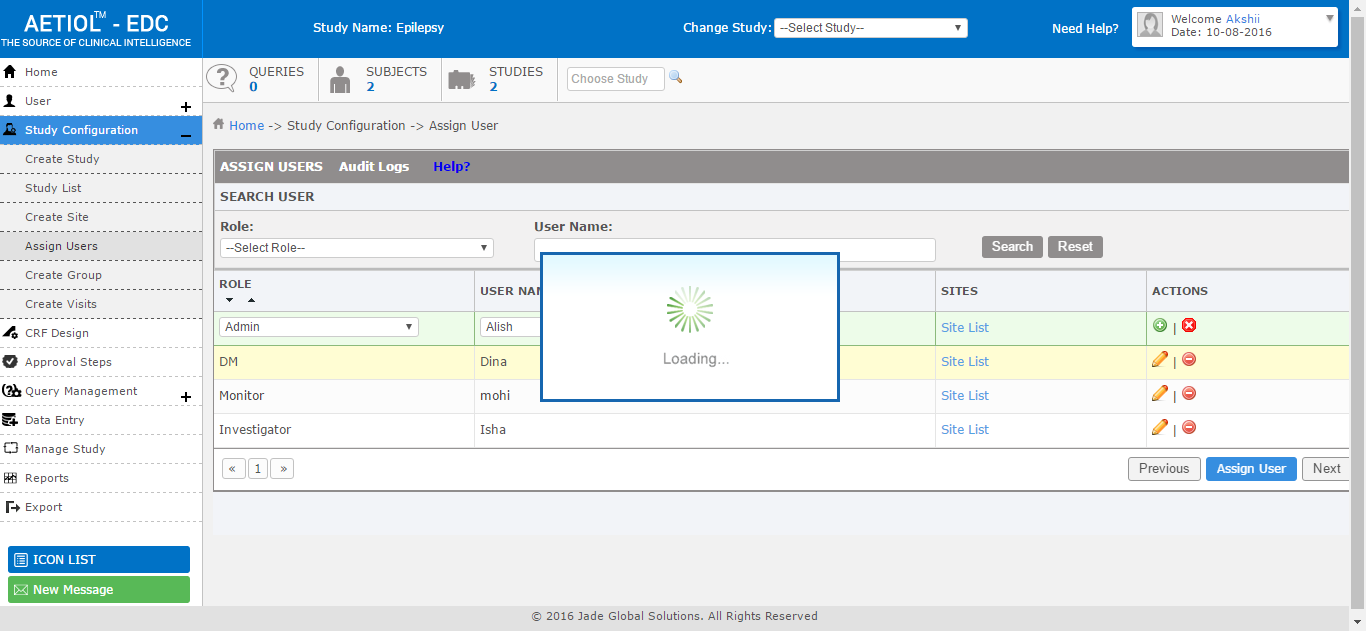 AETIOL™ - EDC
THE SOURCE OF CLINICAL INTELLIGENCE
Study Name: Epilepsy
Change Study: --Select Study--
Need Help?
Welcome Akshii
Date: 10-08-2016
Home
User
Study Configuration
Create Study
Study List
Create Site
Assign Users
Create Group
Create Visits
CRF Design
Approval Steps
Query Management
Data Entry
Manage Study
Reports
Export
ICON LIST
New Message
QUERIES
0
SUBJECTS
2
STUDIES
2
Choose Study
Home -> Study Configuration -> Assign User
ASSIGN USERS Audit Logs Help?
SEARCH USER
Role: User Name:
--Select Role-- Search Reset
ROLE USER NAM SITES ACTIONS
Admin Alish Site List |
DM Dina Site List |
Monitor mohi Site List |
Investigator Isha Site List |
Loading...
« 1 » Previous Assign User Next
© 2016 Jade Global Solutions. All Rights Reserved